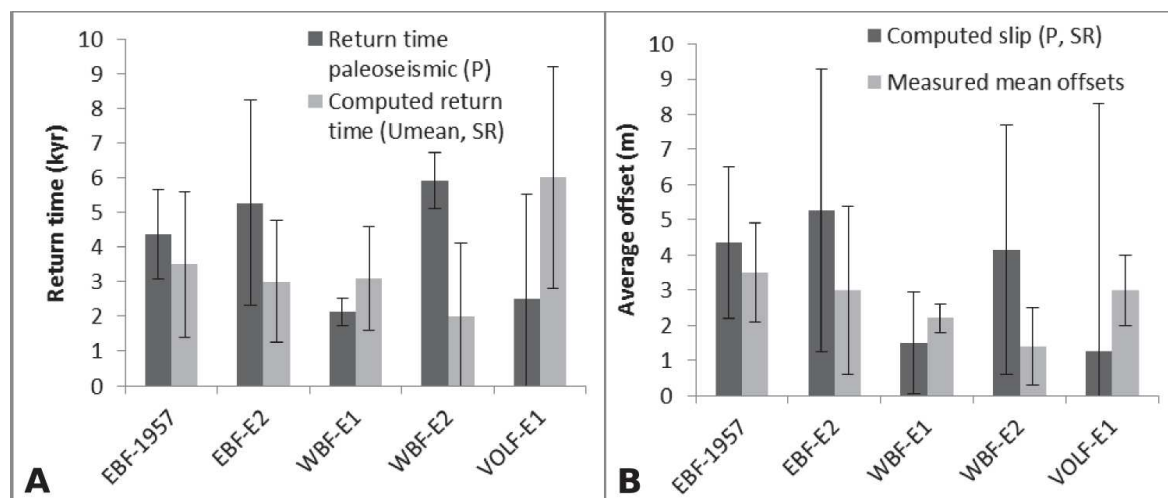 10
9
8
7
6
5
4
3
2
1
0
Return time (kyr)
Return time
paleoseismic (P)
Computed return
time (Umean, SR)
EBF-1957
EBF-E2
WBF-E1
WBF-E2
VOLF-E1
A
10
9
8
7
6
5
4
3
2
1
0
Average offset (m)
Computed slip (P, SR)
Measured mean offsets
EBF-1957
EBF-E2
WBF-E1
WBF-E2
VOLF-E1
B